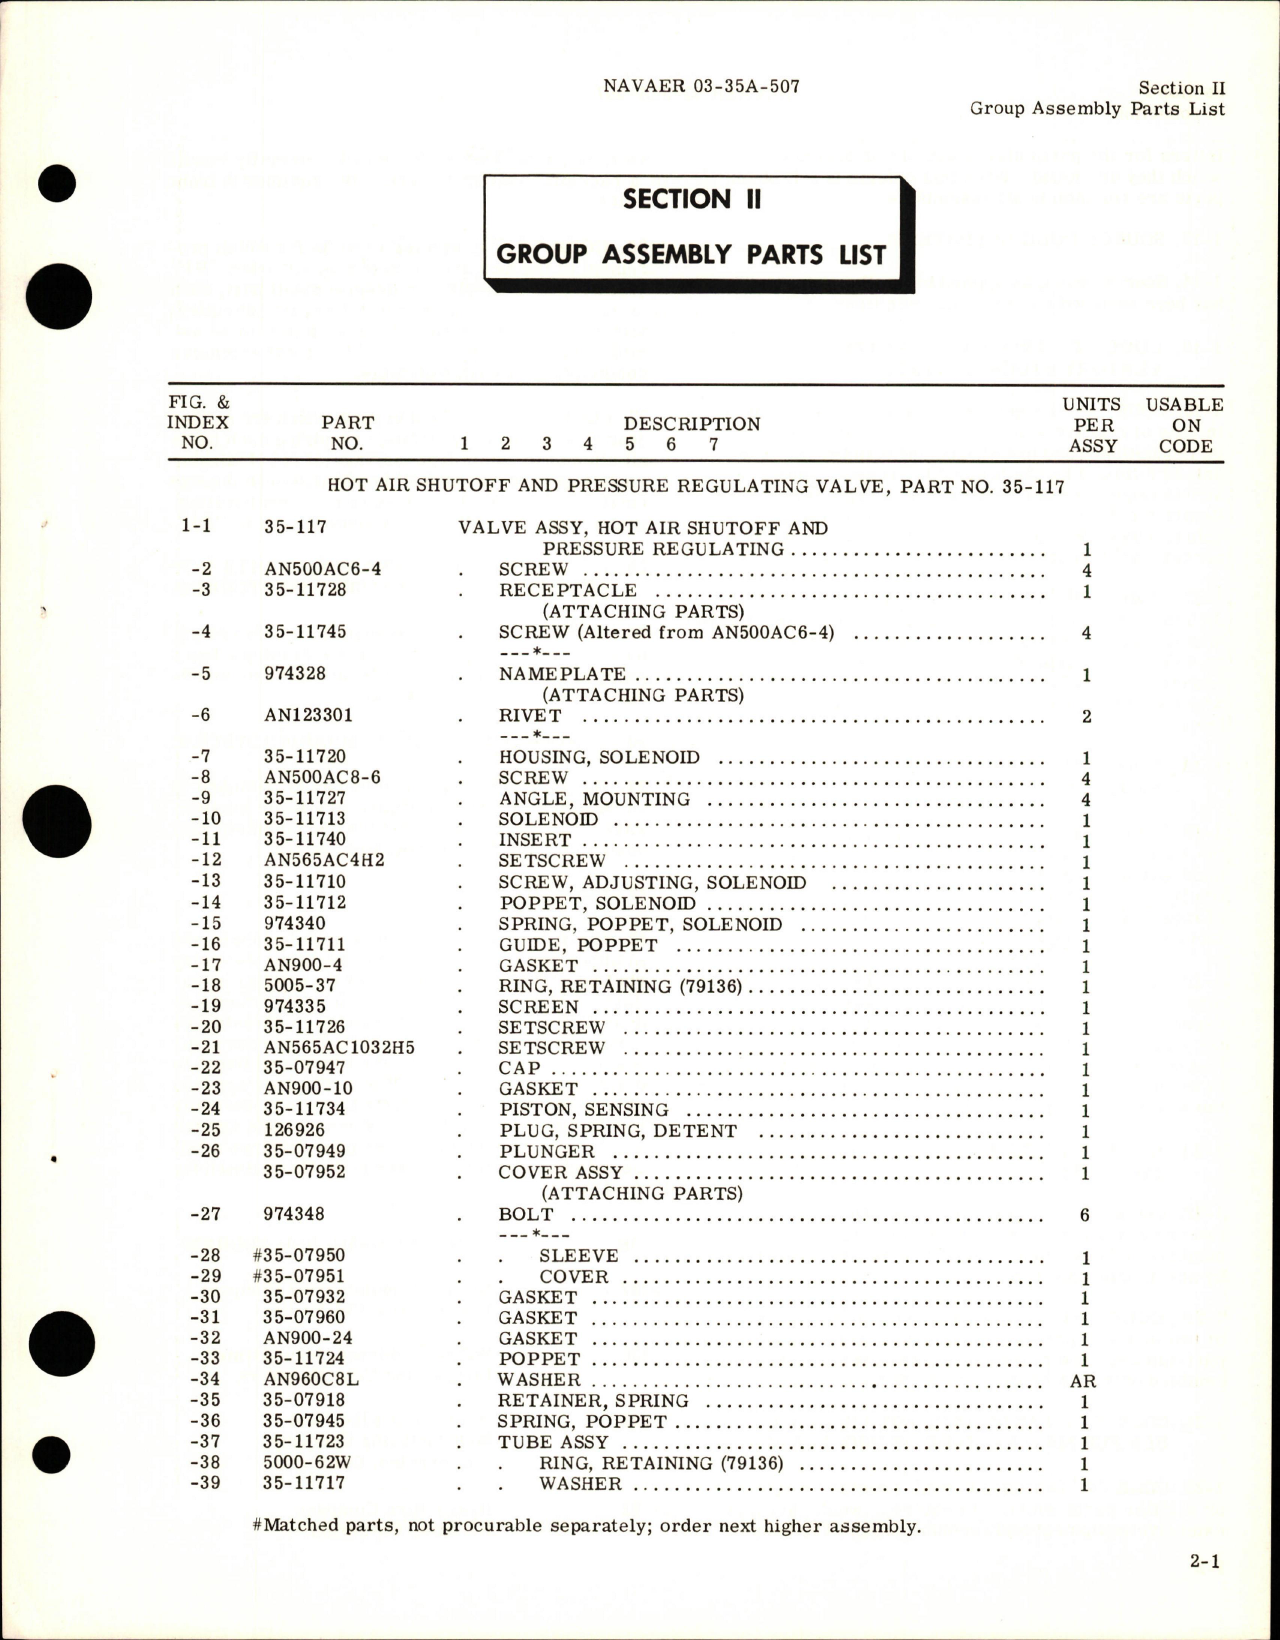 NAVAER 03-35A-507
Section II
Group Assembly Parts List
SECTION II
GROUP ASSEMBLY PARTS LIST
FIG. & INDEX NO. PART NO. DESCRIPTION 1 2 3 4 5 6 7 UNITS PER ASSY USABLE ON CODE
HOT AIR SHUTOFF AND PRESSURE REGULATING VALVE, PART NO. 35-117
1-1 35-117 VALVE ASSY, HOT AIR SHUTOFF AND
PRESSURE REGULATING ........................ 1
-2 AN500AC6-4 . SCREW ........................ 4
-3 35-11728 . RECEPTACLE ........................ 1
(ATTACHING PARTS)
-4 35-11745 . SCREW (Altered from AN500AC6-4) ................... 4
---*---
-5 974328 . NAMEPLATE ........................ 1
(ATTACHING PARTS)
-6 AN123301 . RIVET ........................ 2
---*---
-7 35-11720 . HOUSING, SOLENOID ........................ 1
-8 AN500AC8-6 . SCREW ........................ 4
-9 35-11727 . ANGLE, MOUNTING ........................ 4
-10 35-11713 . SOLENOID ........................ 1
-11 35-11740 . INSERT ........................ 1
-12 AN565AC4H2 . SETSCREW ........................ 1
-13 35-11710 . SCREW, ADJUSTING, SOLENOID ..................... 1
-14 35-11712 . POPPET, SOLENOID ........................ 1
-15 974340 . SPRING, POPPET, SOLENOID ........................ 1
-16 35-11711 . GUIDE, POPPET ........................ 1
-17 AN900-4 . GASKET ........................ 1
-18 5005-37 . RING, RETAINING (79136) ........................ 1
-19 974335 . SCREEN ........................ 1
-20 35-11726 . SETSCREW ........................ 1
-21 AN565AC1032H5 . SETSCREW ........................ 1
-22 35-07947 . CAP ........................ 1
-23 AN900-10 . GASKET ........................ 1
-24 35-11734 . PISTON, SENSING ........................ 1
-25 126926 . PLUG, SPRING, DETENT ........................ 1
-26 35-07949 . PLUNGER ........................ 1
35-07952 . COVER ASSY ........................ 1
(ATTACHING PARTS)
-27 974348 . BOLT ........................ 6
---*---
-28 #35-07950 . . SLEEVE ........................ 1
-29 #35-07951 . . COVER ........................ 1
-30 35-07932 . GASKET ........................ 1
-31 35-07960 . GASKET ........................ 1
-32 AN900-24 . GASKET ........................ 1
-33 35-11724 . POPPET ........................ 1
-34 AN960C8L . WASHER ........................ AR
-35 35-07918 . RETAINER, SPRING ........................ 1
-36 35-07945 . SPRING, POPPET ........................ 1
-37 35-11723 . TUBE ASSY ........................ 1
-38 5000-62W . . RING, RETAINING (79136) ........................ 1
-39 35-11717 . . WASHER ........................ 1
#Matched parts, not procurable separately; order next higher assembly.
2-1